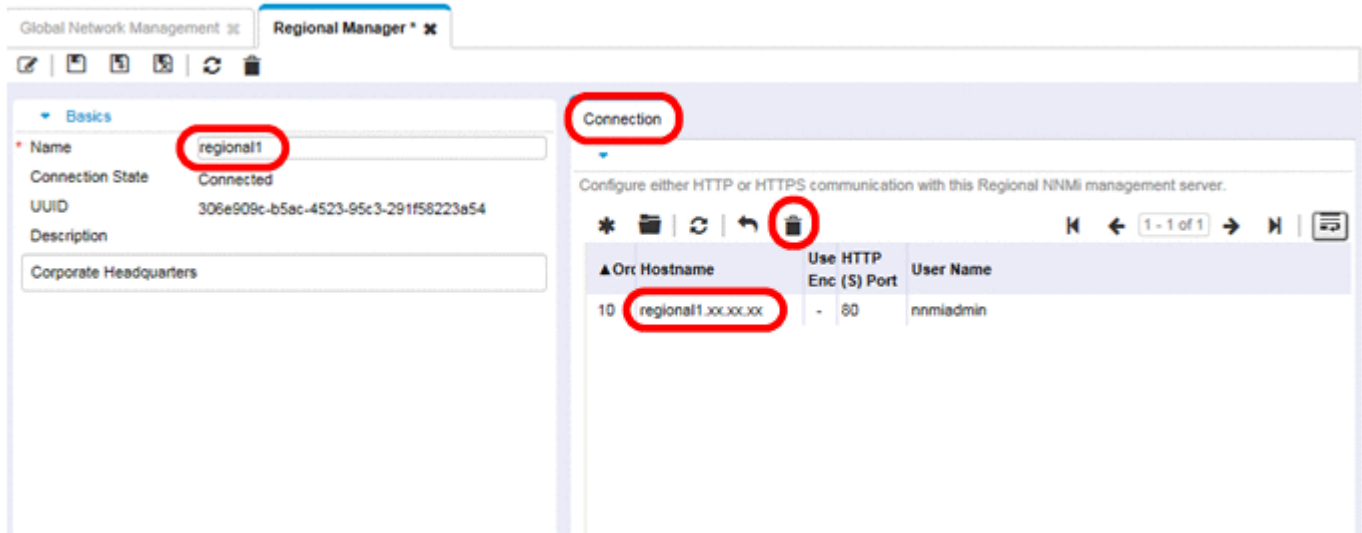 Global Network Management
Regional Manager *
Basics
* Name regional1
Connection State Connected
UUID 306e909c-b5ac-4523-95c3-291f58223a54
Description
Corporate Headquarters
Connection
Configure either HTTP or HTTPS communication with this Regional NNMi management server.
1 - 1 of 1
▲Orc Hostname Use Enc HTTP (S) Port User Name
10 regional1.xx.xx.xx - 80 nnmiadmin